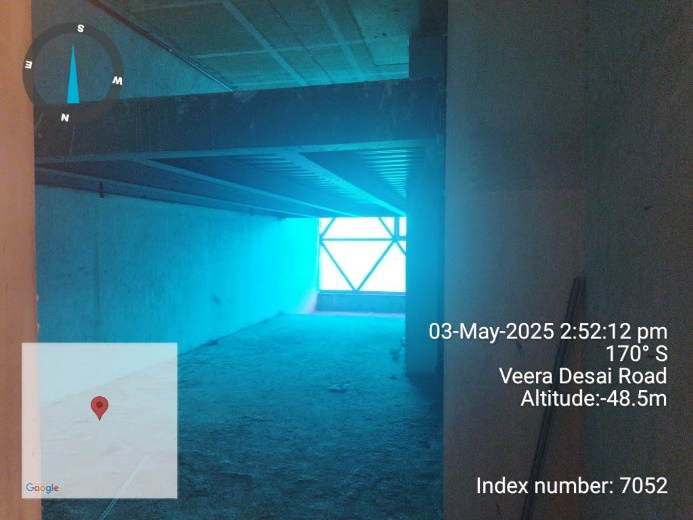 S
E
W
N
03-May-2025 2:52:12 pm
170° S
Veera Desai Road
Altitude:-48.5m
Index number: 7052
Google